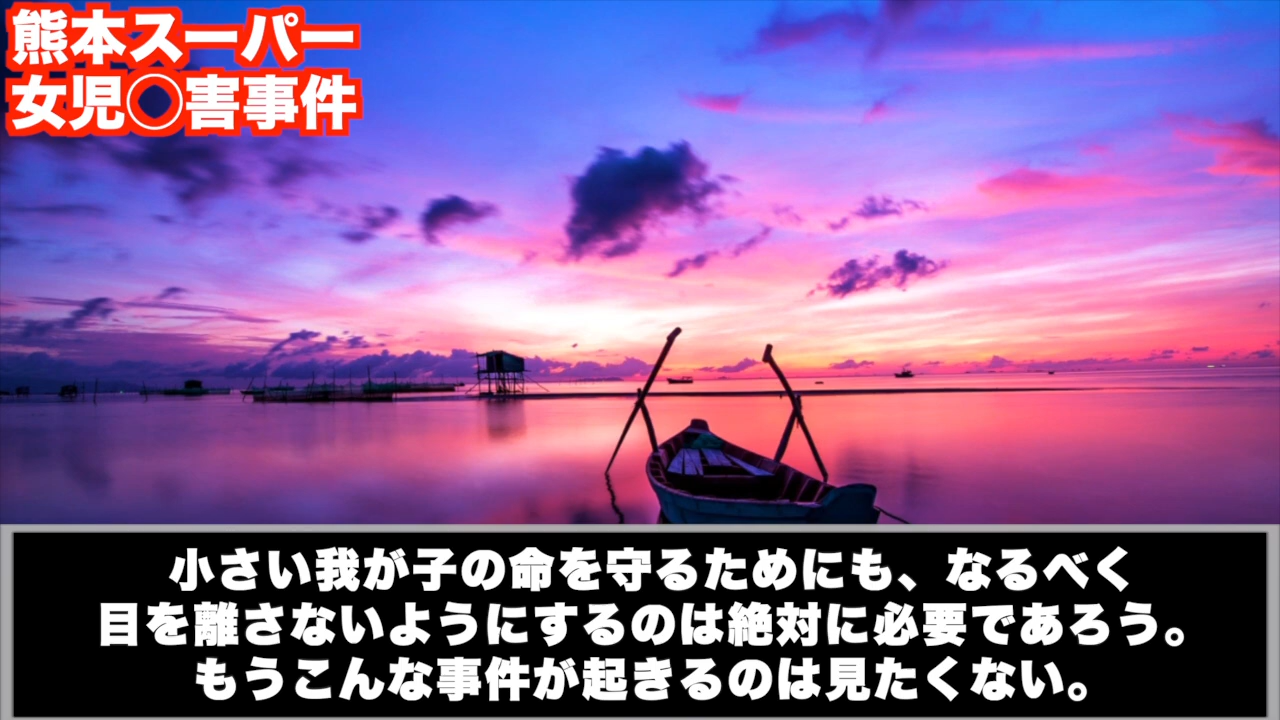 熊本スーパー
女児◯害事件
小さい我が子の命を守るためにも、なるべく
目を離さないようにするのは絶対に必要であろう。
もうこんな事件が起きるのは見たくない。